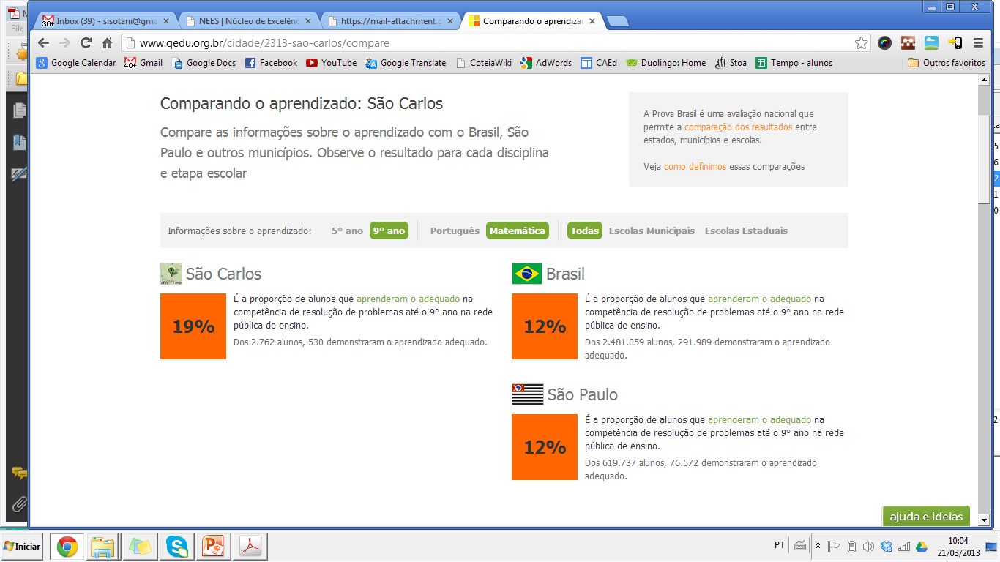 File
Inbox (39) - sisotani@gma
NEES | Núcleo de Excelênc
https://mail-attachment.g
Comparando o aprendizad
www.qedu.org.br/cidade/2313-sao-carlos/compare
Google Calendar
40+ Gmail
Google Docs
Facebook
YouTube
Google Translate
CoteiaWiki
AdWords
CAEd
Duolingo: Home
Stoa
Tempo - alunos
Outros favoritos
Comparando o aprendizado: São Carlos
Compare as informações sobre o aprendizado com o Brasil, São
Paulo e outros municípios. Observe o resultado para cada disciplina
e etapa escolar
A Prova Brasil é uma avaliação nacional que
permite a comparação dos resultados entre
estados, municípios e escolas.
Veja como definimos essas comparações
Informações sobre o aprendizado: 5º ano 9º ano Português Matemática Todas Escolas Municipais Escolas Estaduais
São Carlos
19%
É a proporção de alunos que aprenderam o adequado na
competência de resolução de problemas até o 9º ano na rede
pública de ensino.
Dos 2.762 alunos, 530 demonstraram o aprendizado adequado.
Brasil
12%
É a proporção de alunos que aprenderam o adequado na
competência de resolução de problemas até o 9º ano na rede
pública de ensino.
Dos 2.481.059 alunos, 291.989 demonstraram o aprendizado
adequado.
São Paulo
12%
É a proporção de alunos que aprenderam o adequado na
competência de resolução de problemas até o 9º ano na rede
pública de ensino.
Dos 619.737 alunos, 76.572 demonstraram o aprendizado
adequado.
ajuda e ideias
Iniciar
PT
10:04
21/03/2013